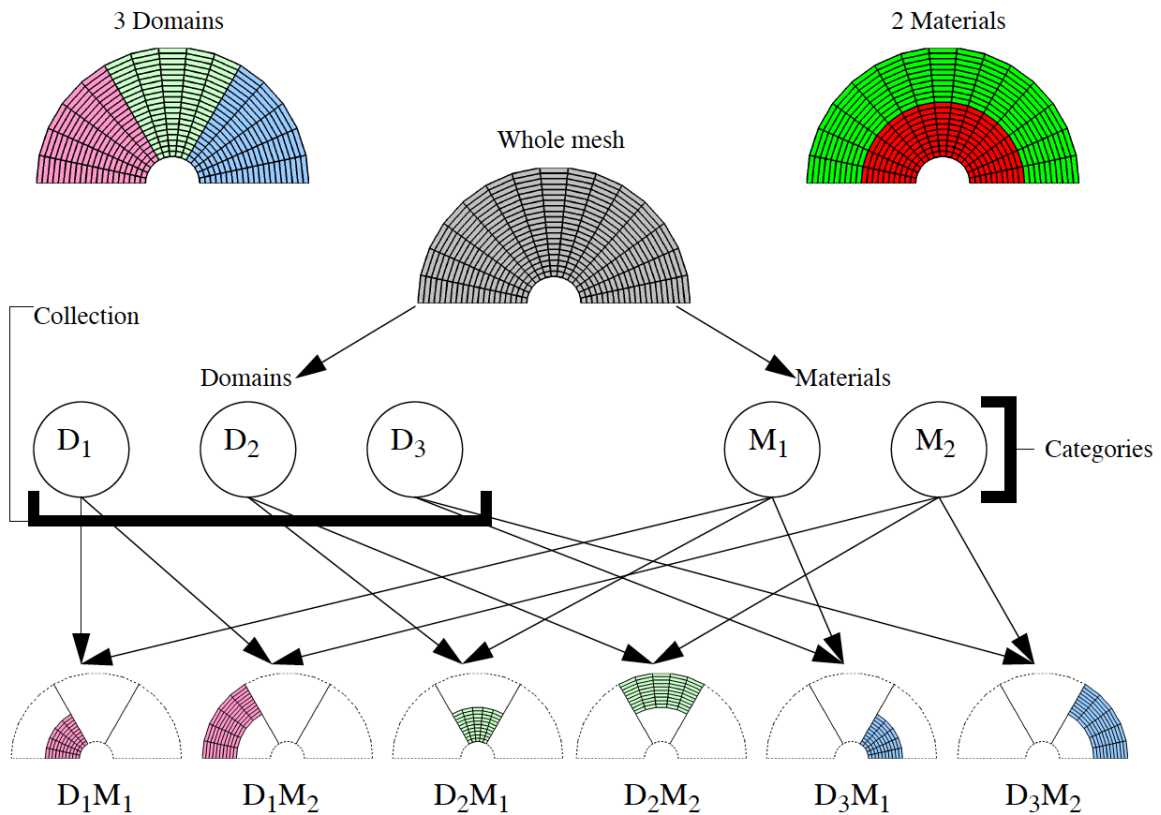 3 Domains
2 Materials
Whole mesh
Collection
Domains
Materials
D1
D2
D3
M1
M2
Categories
D1M1
D1M2
D2M1
D2M2
D3M1
D3M2